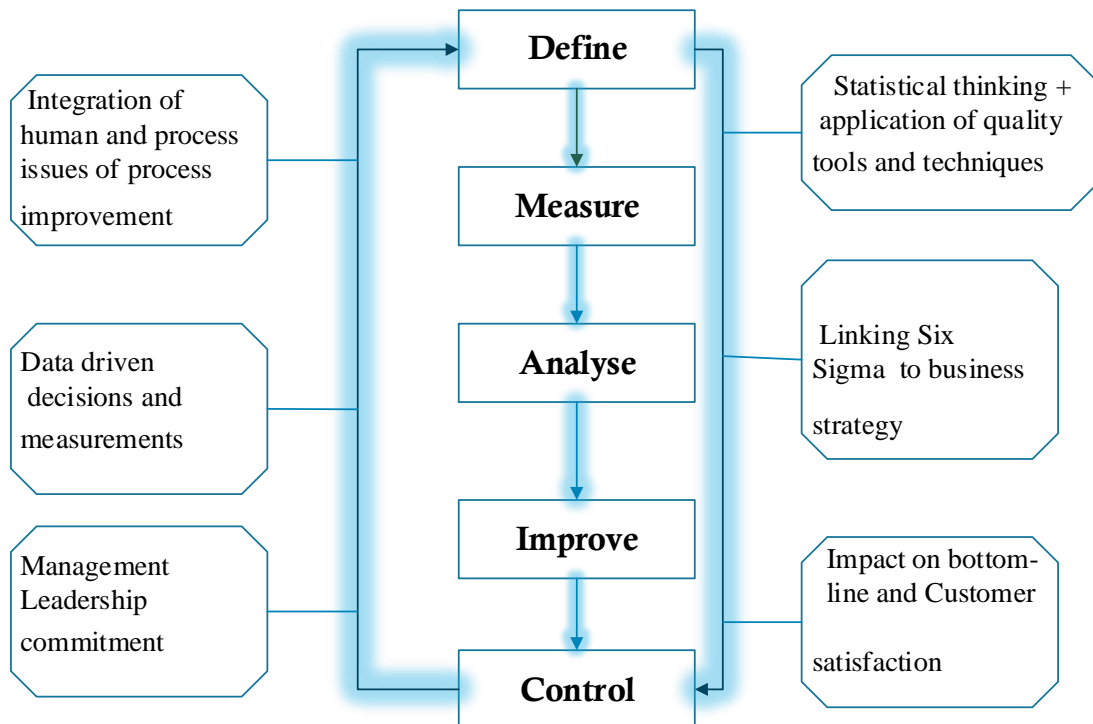 Define
Measure
Analyse
Improve
Control
Integration of
human and process
issues of process
improvement
Data driven
decisions and
measurements
Management
Leadership
commitment
Statistical thinking +
application of quality
tools and techniques
Linking Six
Sigma to business
strategy
Impact on bottom-
line and Customer
satisfaction